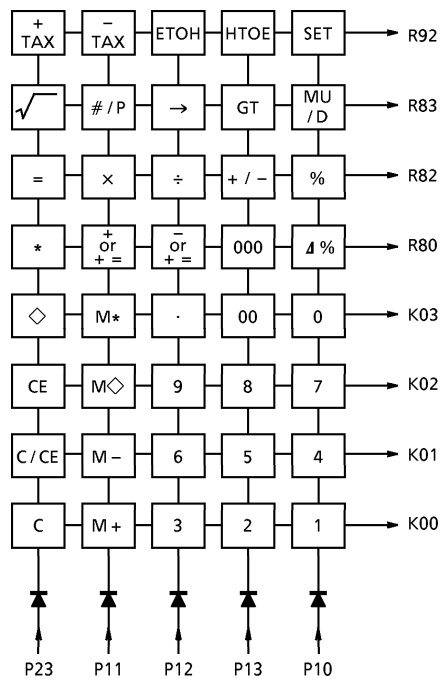 + TAX − TAX ETOH HTOE SET R92
√ #/P → GT MU/D R83
= × ÷ +/− % R82
* + or += − or += 000 Δ% R80
◇ M* · 00 0 K03
CE M◇ 9 8 7 K02
C/CE M− 6 5 4 K01
C M+ 3 2 1 K00
P23 P11 P12 P13 P10